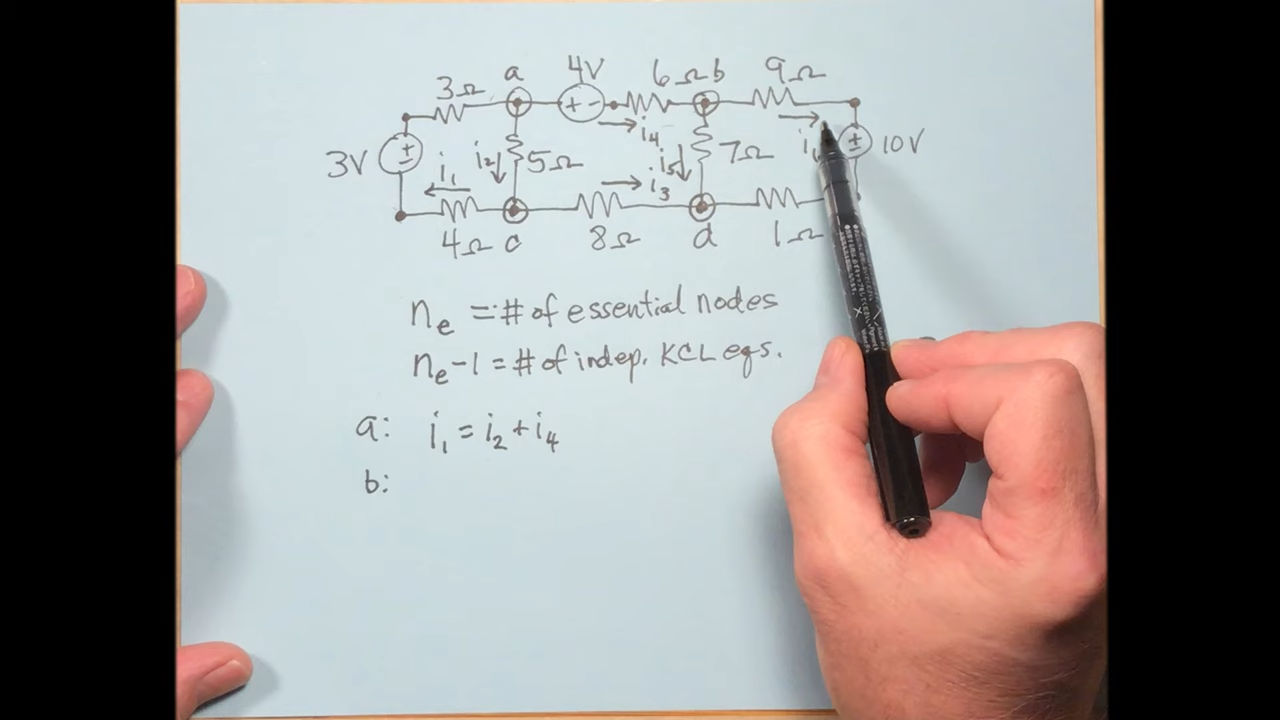 3Ω a 4V 6Ω b 9Ω
3V i₁ i₂ 5Ω i₄ i₅ 7Ω 10V
i₃
4Ω c 8Ω d 1Ω
nₑ = # of essential nodes
nₑ-1 = # of indep. KCL eqs.
a: i₁ = i₂ + i₄
b: